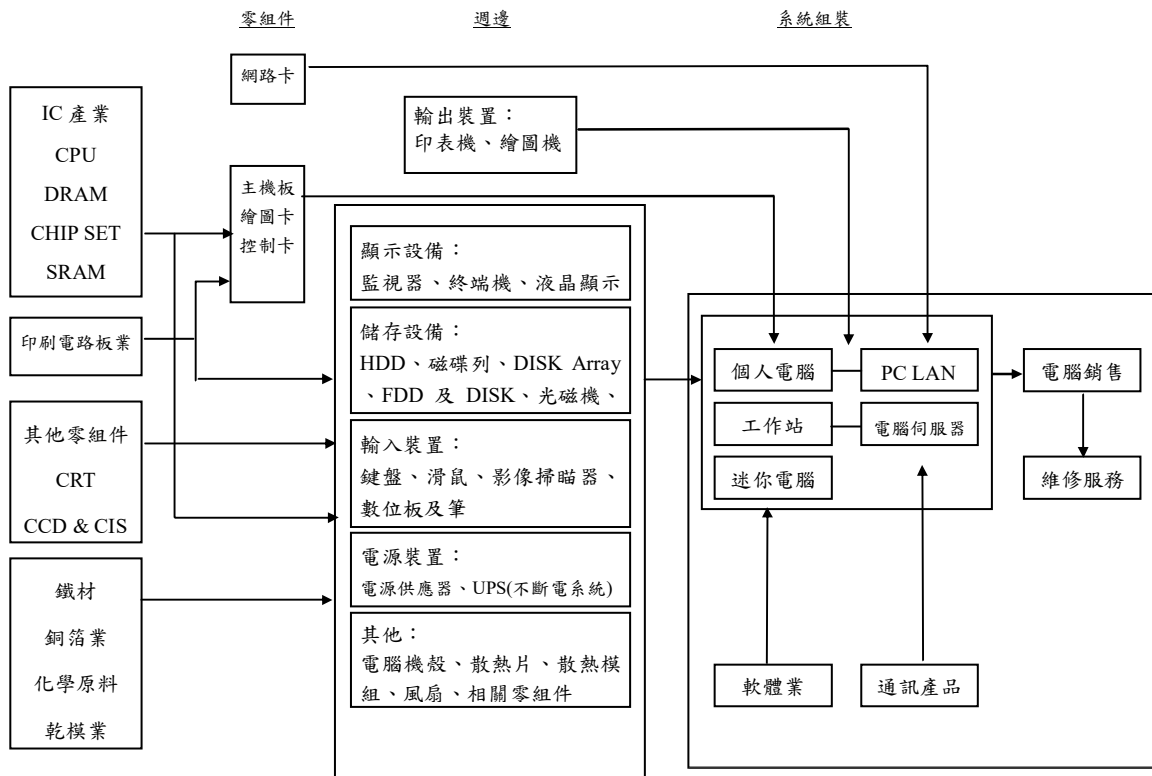 零組件
週邊
系統組裝
網路卡
IC 產業
CPU
DRAM
CHIP SET
SRAM
輸出裝置：
印表機、繪圖機
主機板
繪圖卡
控制卡
顯示設備：
監視器、終端機、液晶顯示
印刷電路板業
儲存設備：
HDD、磁碟列、DISK Array
、FDD 及 DISK、光磁機、
個人電腦
PC LAN
電腦銷售
工作站
電腦伺服器
迷你電腦
維修服務
其他零組件
CRT
CCD & CIS
輸入裝置：
鍵盤、滑鼠、影像掃瞄器、
數位板及筆
電源裝置：
電源供應器、UPS(不斷電系統)
鐵材
銅箔業
化學原料
乾模業
其他：
電腦機殼、散熱片、散熱模
組、風扇、相關零組件
軟體業
通訊產品